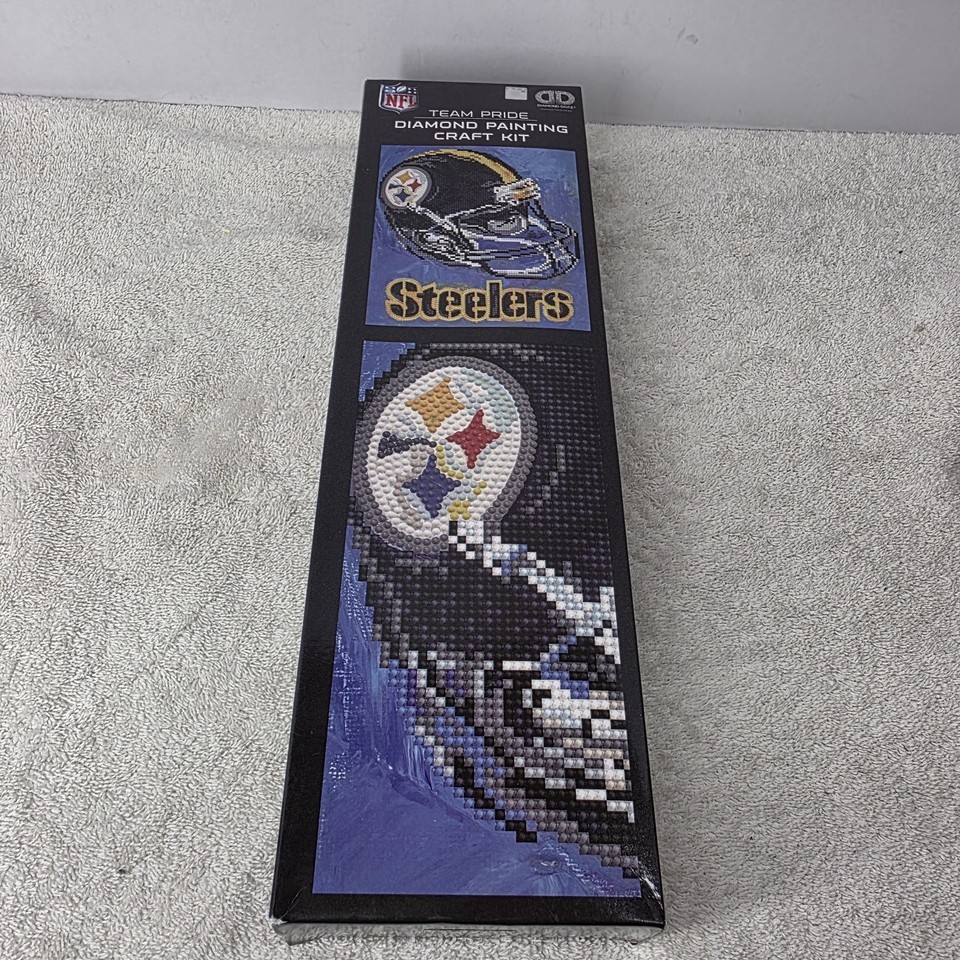 NFL
TEAM PRIDE
DIAMOND PAINTING
CRAFT KIT
Steelers